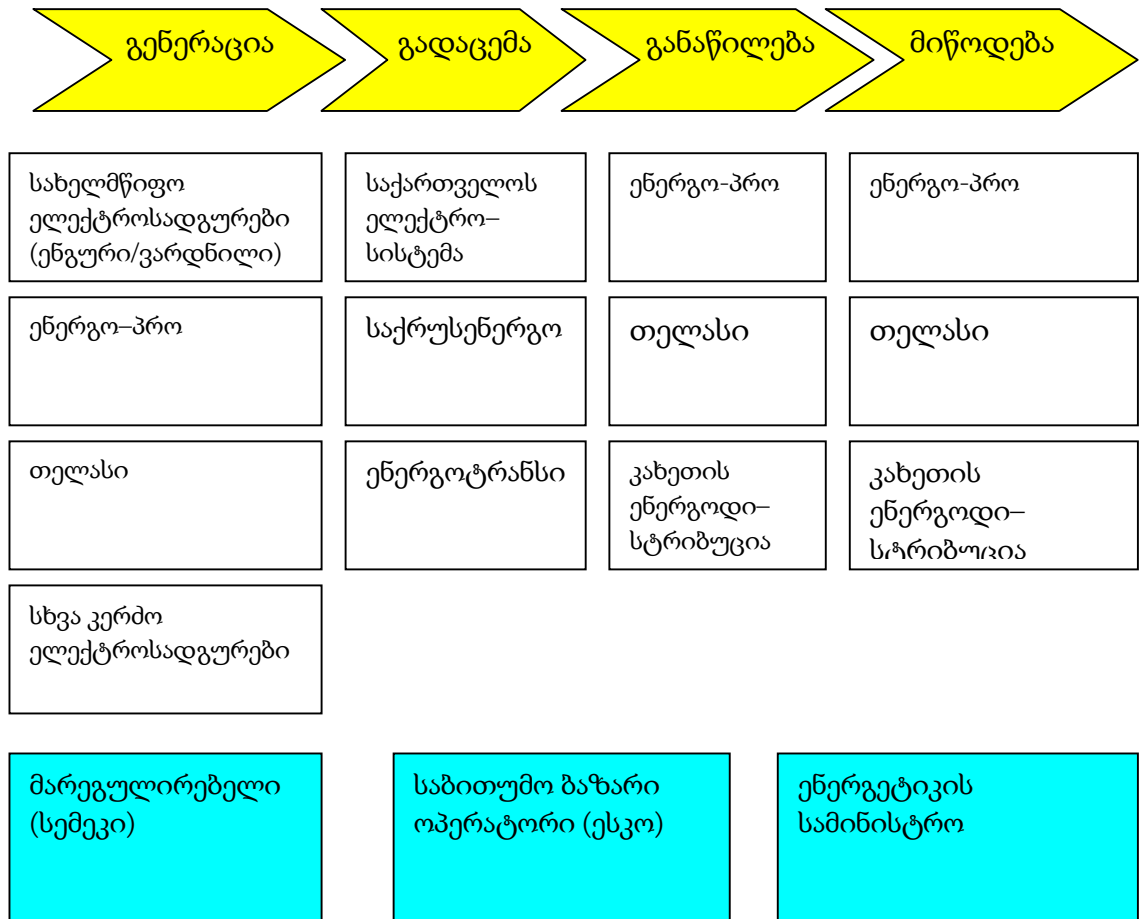 გენერაცია
გადაცემა
განაწილება
მიწოდება
სახელმწიფო
ელექტროსადგურები
(ენგური/ვარდნილი)
საქართველოს
ელექტრო–
სისტემა
ენერგო-პრო
ენერგო-პრო
ენერგო–პრო
საქრუსენერგო
თელასი
თელასი
თელასი
ენერგოტრანსი
კახეთის
ენერგოდი–
სტრიბუცია
კახეთის
ენერგოდი–
სტრიბუცია
სხვა კერძო
ელექტროსადგურები
მარეგულირებელი
(სემეკი)
საბითუმო ბაზარი
ოპერატორი (ესკო)
ენერგეტიკის
სამინისტრო